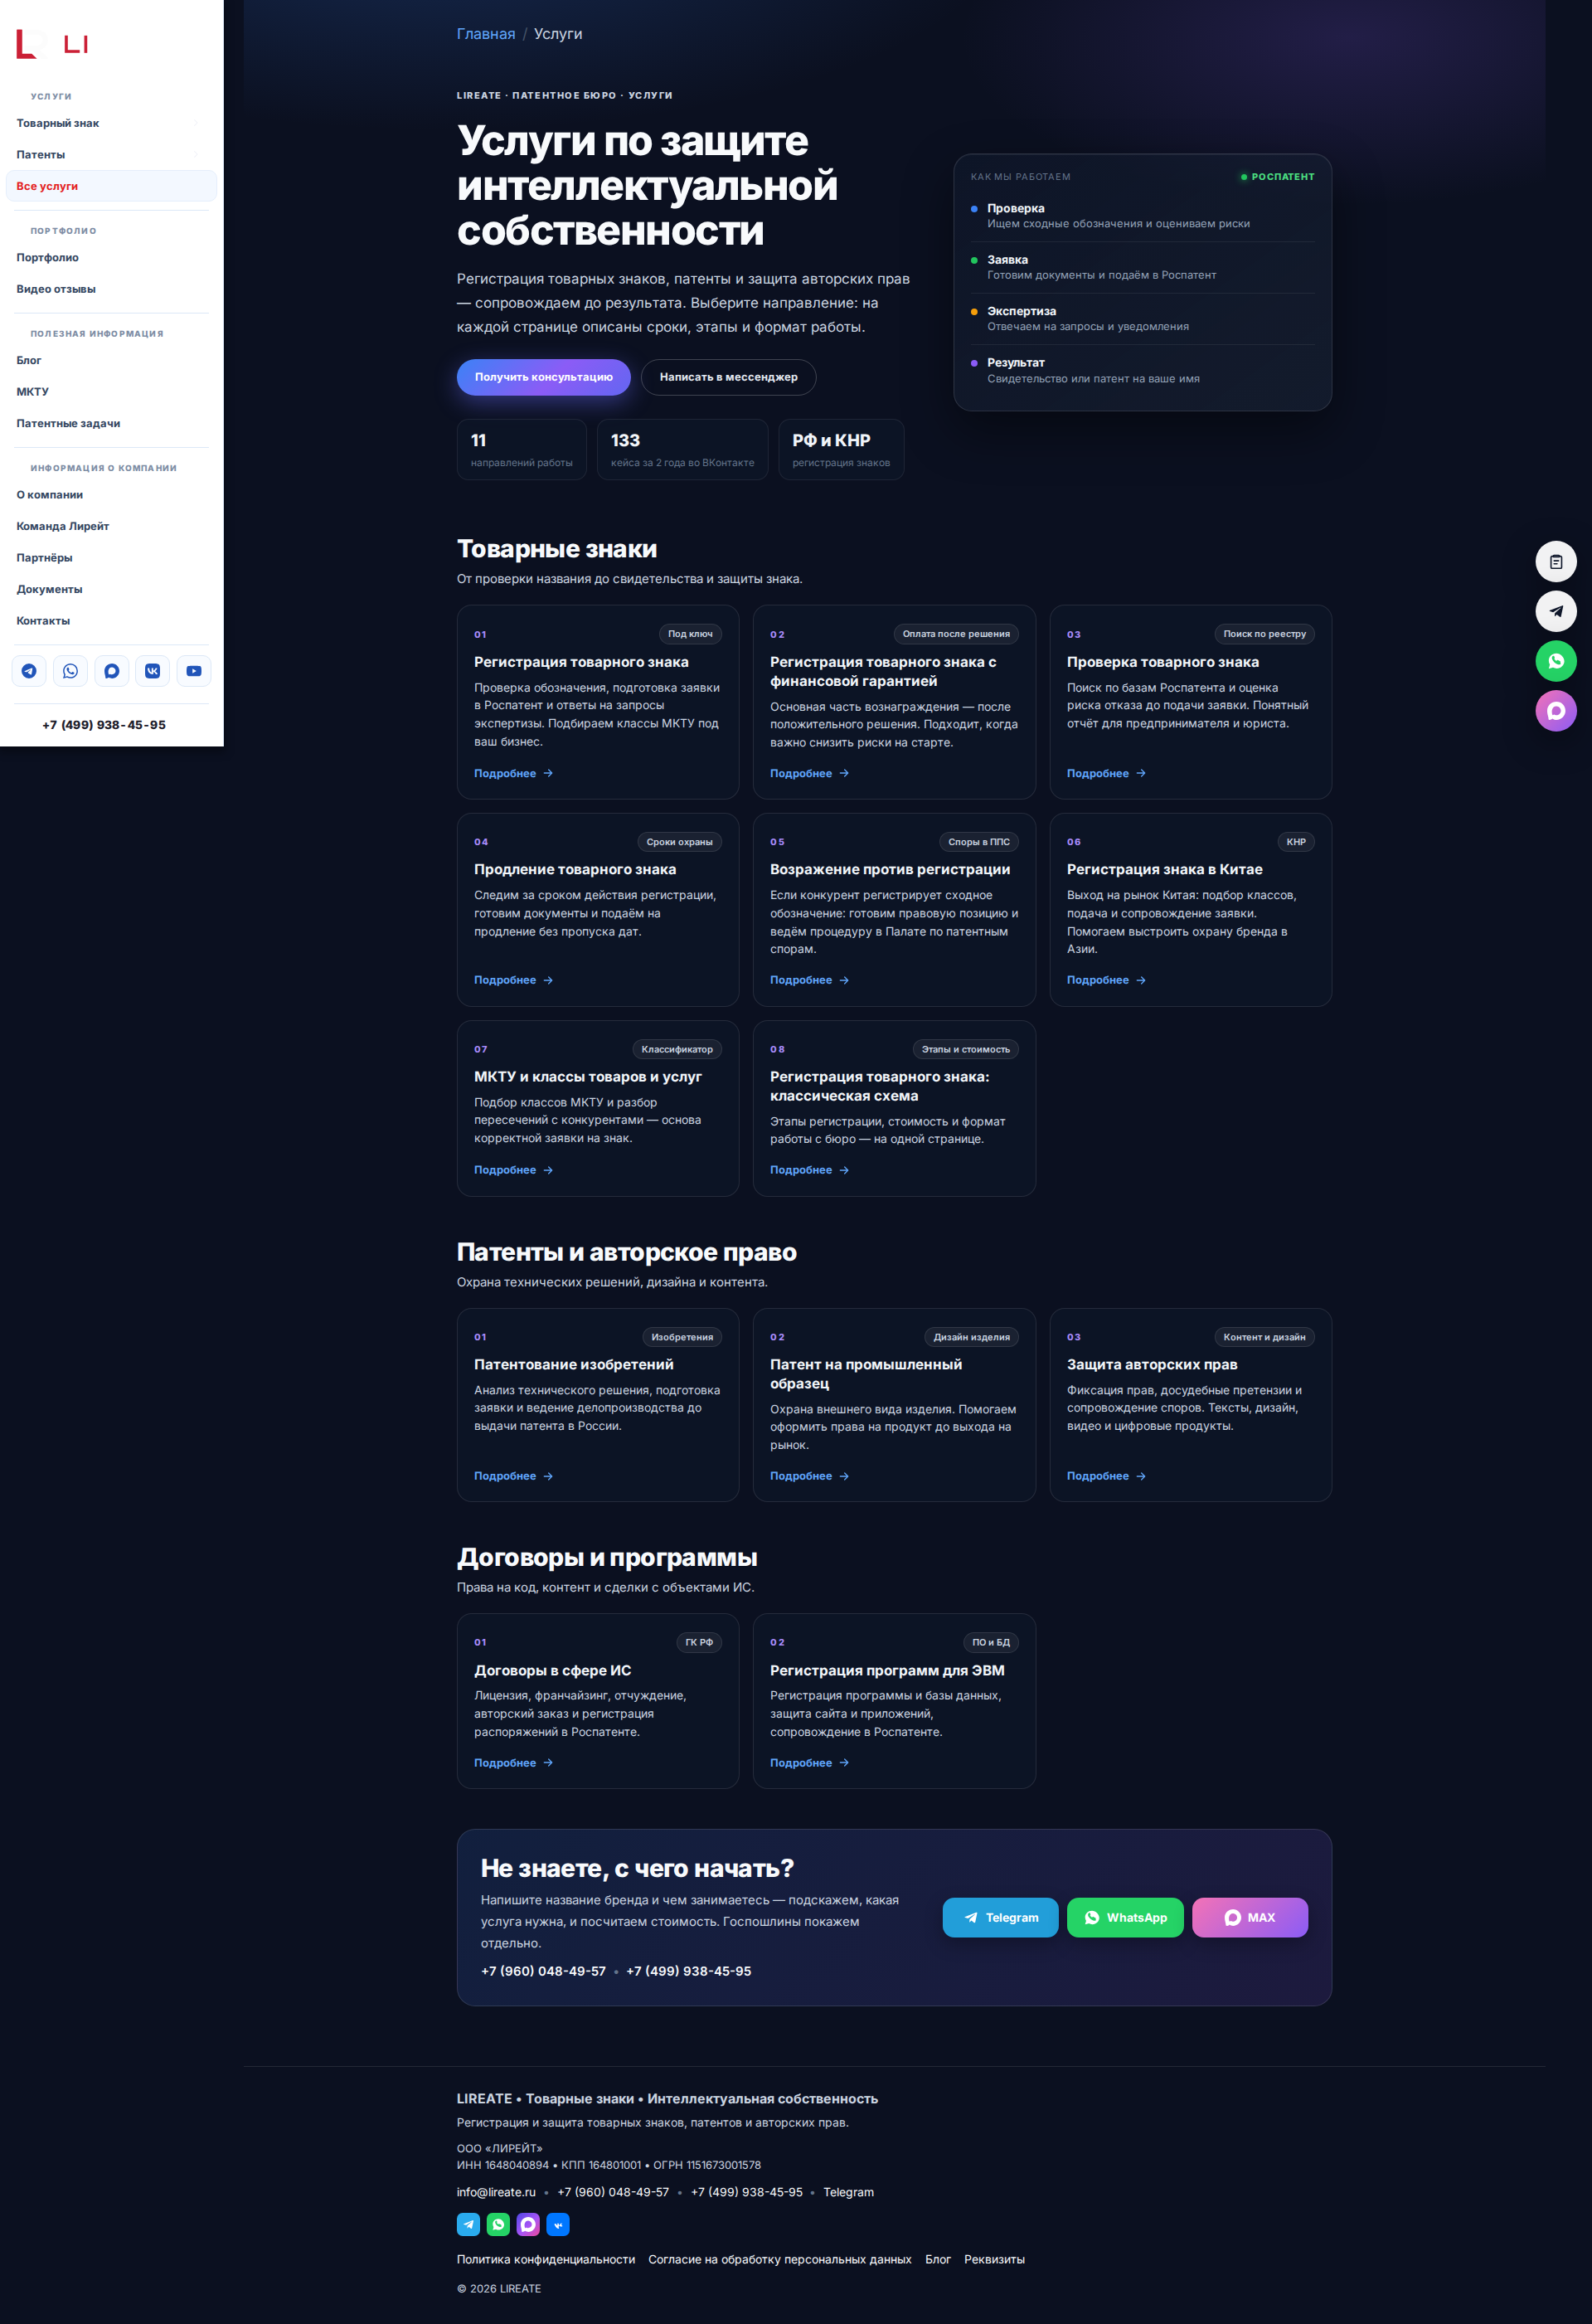 LI
УСЛУГИ
Товарный знак
Патенты
Все услуги
ПОРТФОЛИО
Портфолио
Видео отзывы
ПОЛЕЗНАЯ ИНФОРМАЦИЯ
Блог
МКТУ
Патентные задачи
ИНФОРМАЦИЯ О КОМПАНИИ
О компании
Команда Лирейт
Партнёры
Документы
Контакты
+7 (499) 938-45-95
Главная / Услуги
LIREATE · ПАТЕНТНОЕ БЮРО · УСЛУГИ
Услуги по защите
интеллектуальной
собственности
Регистрация товарных знаков, патенты и защита авторских прав
— сопровождаем до результата. Выберите направление: на
каждой странице описаны сроки, этапы и формат работы.
Получить консультацию
Написать в мессенджер
11
направлений работы
133
кейса за 2 года во ВКонтакте
РФ и КНР
регистрация знаков
КАК МЫ РАБОТАЕМ
РОСПАТЕНТ
Проверка
Ищем сходные обозначения и оцениваем риски
Заявка
Готовим документы и подаём в Роспатент
Экспертиза
Отвечаем на запросы и уведомления
Результат
Свидетельство или патент на ваше имя
Товарные знаки
От проверки названия до свидетельства и защиты знака.
01
Под ключ
Регистрация товарного знака
Проверка обозначения, подготовка заявки
в Роспатент и ответы на запросы
экспертизы. Подбираем классы МКТУ под
ваш бизнес.
Подробнее →
02
Оплата после решения
Регистрация товарного знака с
финансовой гарантией
Основная часть вознаграждения — после
положительного решения. Подходит, когда
важно снизить риски на старте.
Подробнее →
03
Поиск по реестру
Проверка товарного знака
Поиск по базам Роспатента и оценка
риска отказа до подачи заявки. Понятный
отчёт для предпринимателя и юриста.
Подробнее →
04
Сроки охраны
Продление товарного знака
Следим за сроком действия регистрации,
готовим документы и подаём на
продление без пропуска дат.
Подробнее →
05
Споры в ППС
Возражение против регистрации
Если конкурент регистрирует сходное
обозначение: готовим правовую позицию и
ведём процедуру в Палате по патентным
спорам.
Подробнее →
06
КНР
Регистрация знака в Китае
Выход на рынок Китая: подбор классов,
подача и сопровождение заявки.
Помогаем выстроить охрану бренда в
Азии.
Подробнее →
07
Классификатор
МКТУ и классы товаров и услуг
Подбор классов МКТУ и разбор
пересечений с конкурентами — основа
корректной заявки на знак.
Подробнее →
08
Этапы и стоимость
Регистрация товарного знака:
классическая схема
Этапы регистрации, стоимость и формат
работы с бюро — на одной странице.
Подробнее →
Патенты и авторское право
Охрана технических решений, дизайна и контента.
01
Изобретения
Патентование изобретений
Анализ технического решения, подготовка
заявки и ведение делопроизводства до
выдачи патента в России.
Подробнее →
02
Дизайн изделия
Патент на промышленный
образец
Охрана внешнего вида изделия. Помогаем
оформить права на продукт до выхода на
рынок.
Подробнее →
03
Контент и дизайн
Защита авторских прав
Фиксация прав, досудебные претензии и
сопровождение споров. Тексты, дизайн,
видео и цифровые продукты.
Подробнее →
Договоры и программы
Права на код, контент и сделки с объектами ИС.
01
ГК РФ
Договоры в сфере ИС
Лицензия, франчайзинг, отчуждение,
авторский заказ и регистрация
распоряжений в Роспатенте.
Подробнее →
02
ПО и БД
Регистрация программ для ЭВМ
Регистрация программы и базы данных,
защита сайта и приложений,
сопровождение в Роспатенте.
Подробнее →
Не знаете, с чего начать?
Напишите название бренда и чем занимаетесь — подскажем, какая
услуга нужна, и посчитаем стоимость. Госпошлины покажем
отдельно.
+7 (960) 048-49-57 • +7 (499) 938-45-95
Telegram
WhatsApp
MAX
LIREATE • Товарные знаки • Интеллектуальная собственность
Регистрация и защита товарных знаков, патентов и авторских прав.
ООО «ЛИРЕЙТ»
ИНН 1648040894 • КПП 164801001 • ОГРН 1151673001578
info@lireate.ru • +7 (960) 048-49-57 • +7 (499) 938-45-95 • Telegram
Политика конфиденциальности Согласие на обработку персональных данных Блог Реквизиты
© 2026 LIREATE